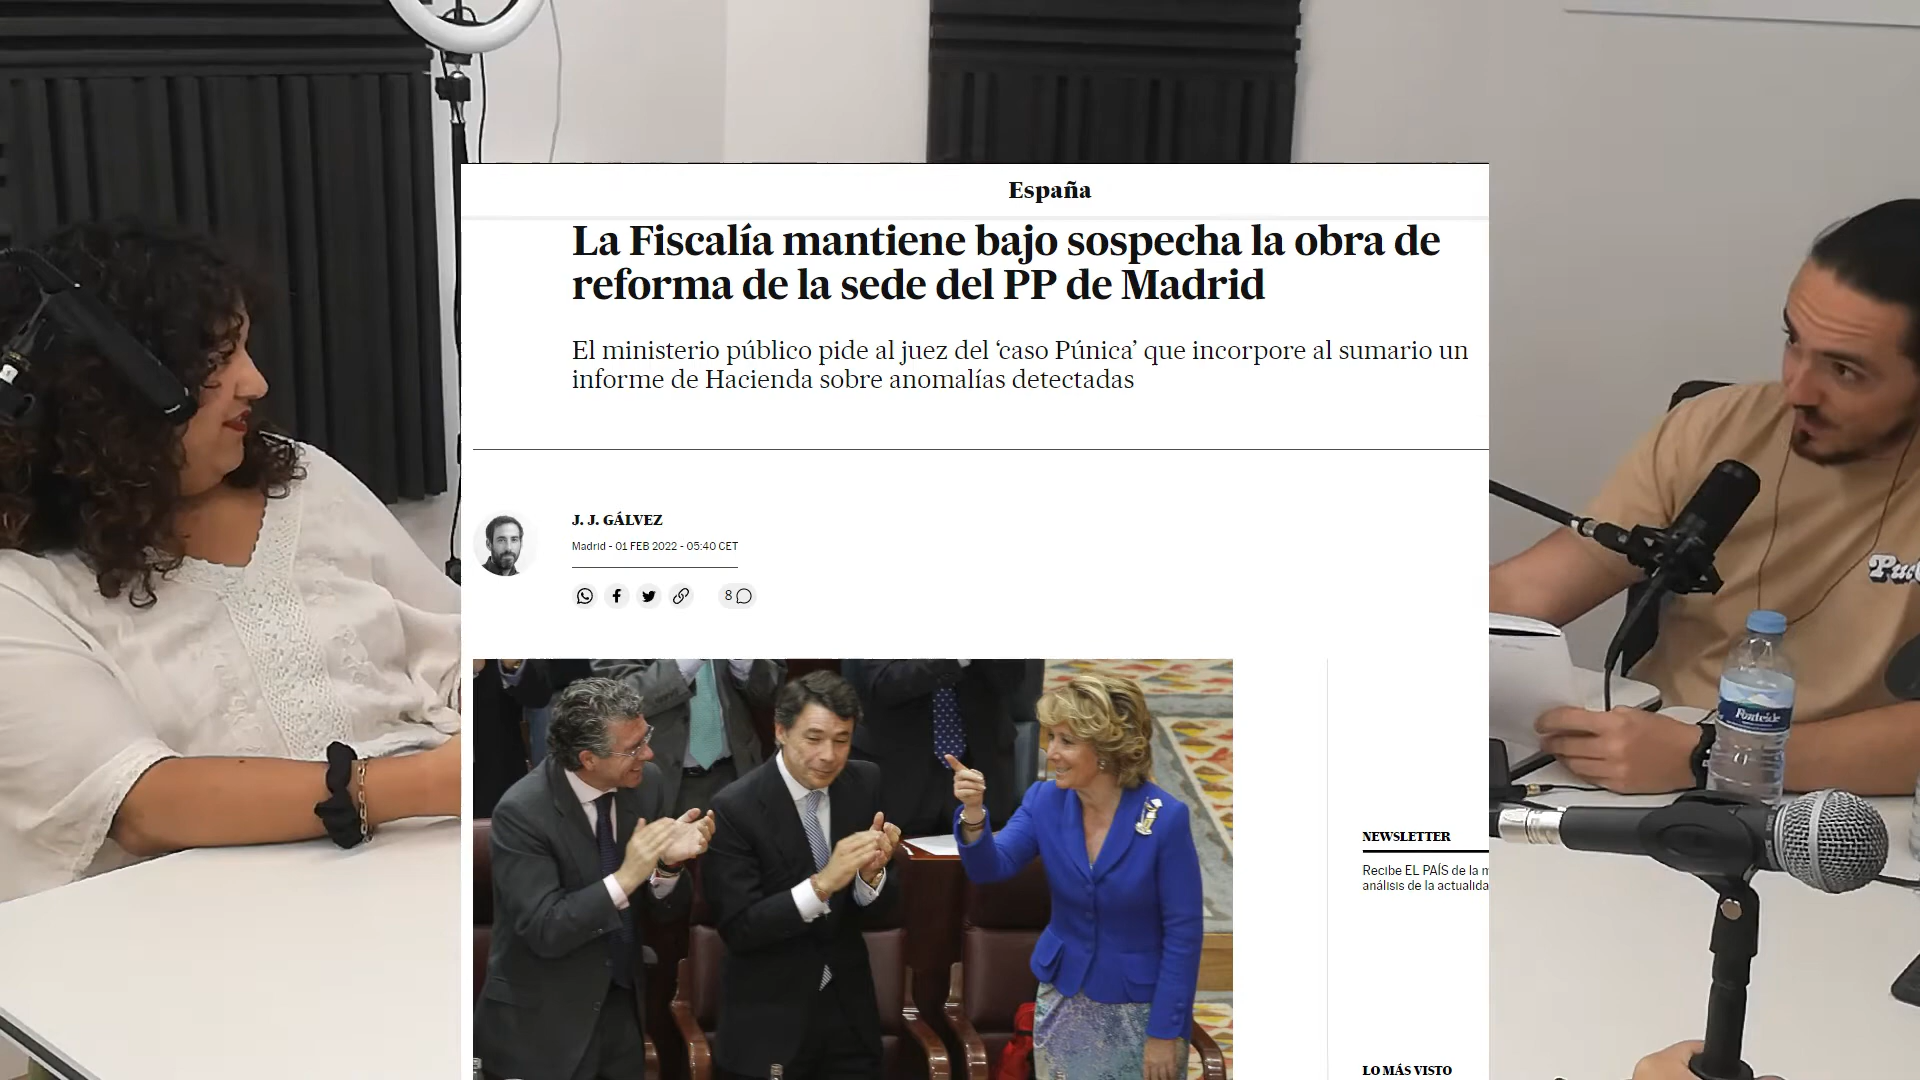 España
La Fiscalía mantiene bajo sospecha la obra de
reforma de la sede del PP de Madrid
El ministerio público pide al juez del ‘caso Púnica’ que incorpore al sumario un
informe de Hacienda sobre anomalías detectadas
J. J. GÁLVEZ
Madrid - 01 FEB 2022 - 05:40 CET
8
NEWSLETTER
Recibe EL PAÍS de la m
análisis de la actualida
LO MÁS VISTO
Fonteide